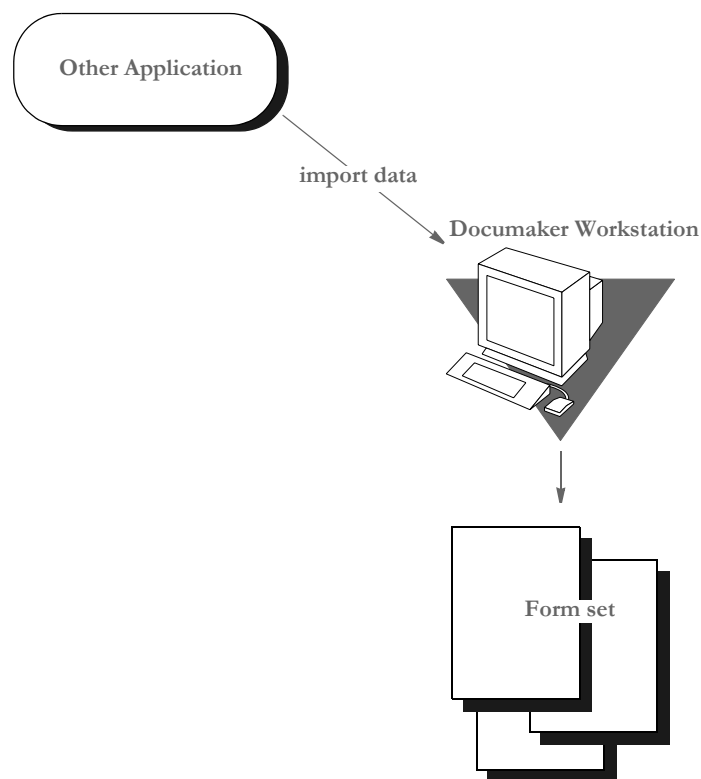 Other Application
import data
Documaker Workstation
Form set